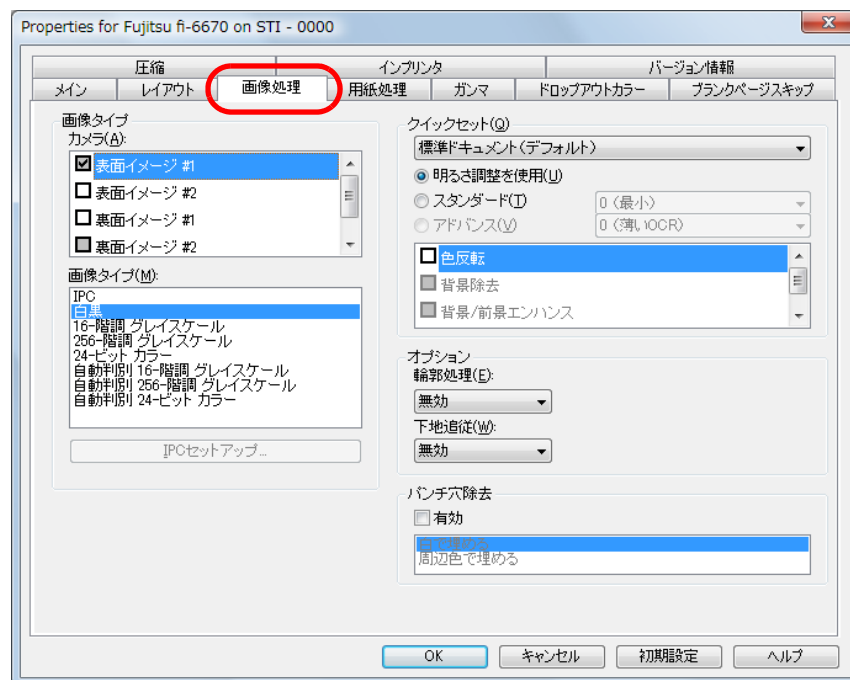 Properties for Fujitsu fi-6670 on STI - 0000
圧縮
インプリンタ
バージョン情報
メイン
レイアウト
画像処理
用紙処理
ガンマ
ドロップアウトカラー
ブランクページスキップ
画像タイプ
カメラ(A):
表面イメージ #1
表面イメージ #2
裏面イメージ #1
裏面イメージ #2
画像タイプ(M):
IPC
白黒
16-階調 グレイスケール
256-階調 グレイスケール
24-ビット カラー
自動判別 16-階調 グレイスケール
自動判別 256-階調 グレイスケール
自動判別 24-ビット カラー
IPCセットアップ...
クイックセット(Q)
標準ドキュメント(デフォルト)
明るさ調整を使用(U)
スタンダード(T)
0 (最小)
アドバンス(V)
0 (薄いOCR)
色反転
背景除去
背景/前景エンハンス
オプション
輪郭処理(E):
無効
下地追従(W):
無効
パンチ穴除去
有効
白で埋める
周辺色で埋める
OK
キャンセル
初期設定
ヘルプ